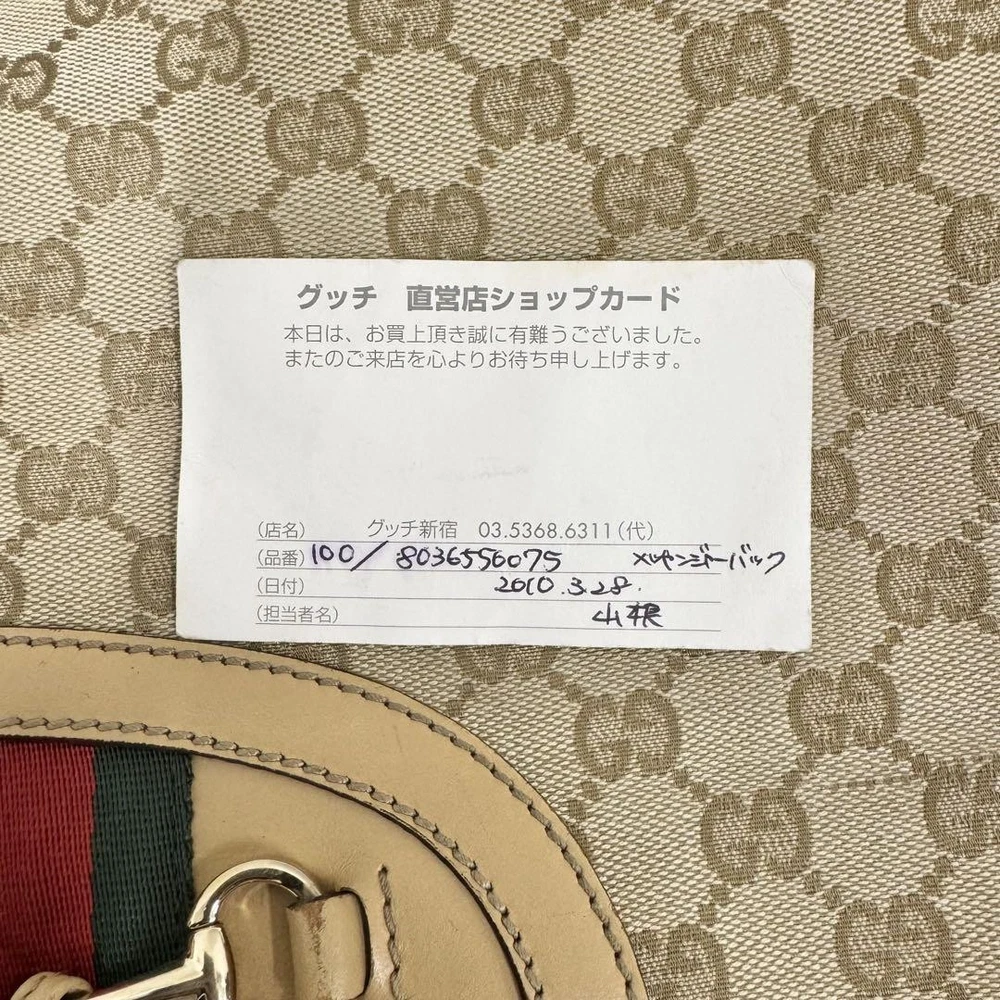 グッチ 直営店ショップカード
本日は、お買上頂き誠に有難うございました。
またのご来店を心よりお待ち申し上げます。
(店名) グッチ新宿 03.5368.6311(代)
(品番) 100/8036556075 メッセンジャーバック
(日付) 2010.3.28.
(担当者名) 山根